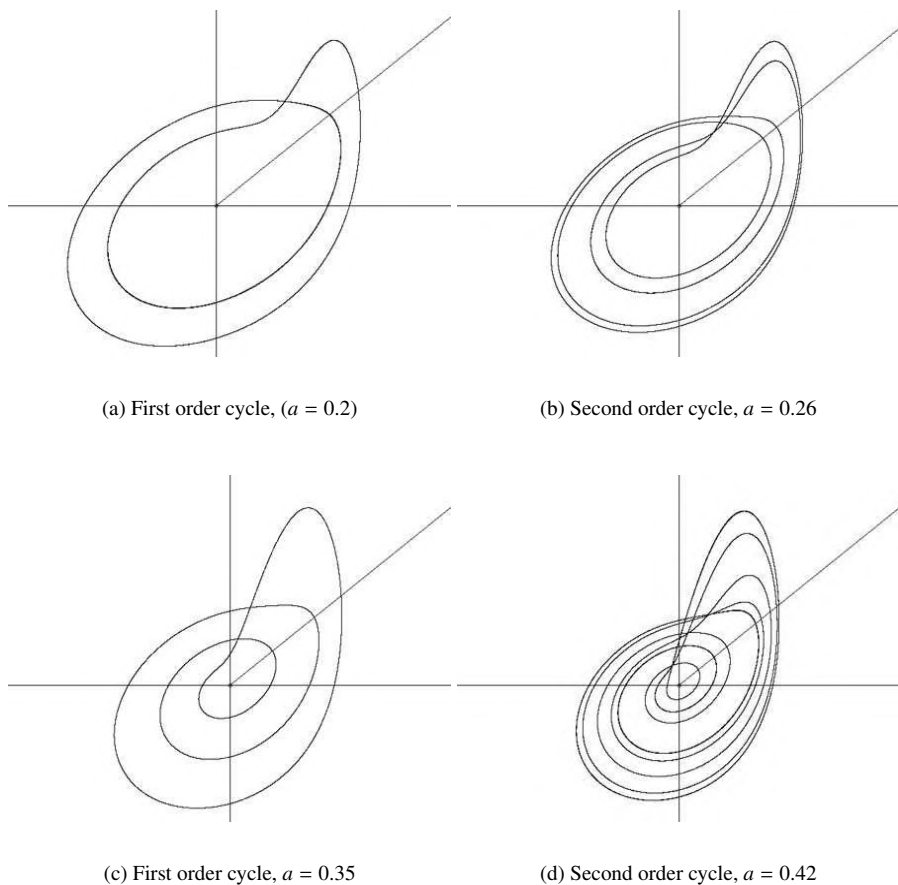 (a) First order cycle, (a = 0.2)
(b) Second order cycle, a = 0.26
(c) First order cycle, a = 0.35
(d) Second order cycle, a = 0.42